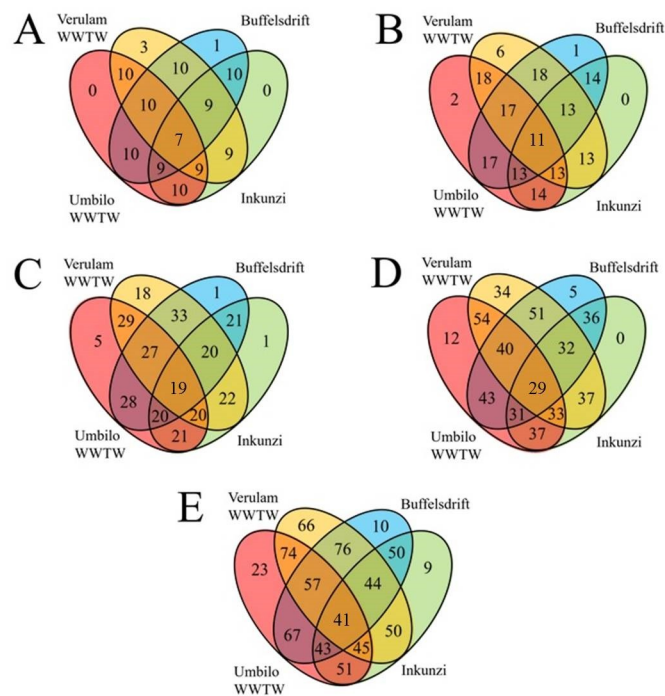 A
Verulam
WWTW
Buffelsdrift
3
1
0
10
10
10
0
10
9
7
10
9
9
9
10
Umbilo
WWTW
Inkunzi
B
Verulam
WWTW
Buffelsdrift
6
1
2
18
18
14
0
17
13
11
17
13
13
13
14
Umbilo
WWTW
Inkunzi
C
Verulam
WWTW
Buffelsdrift
18
1
5
29
33
21
1
27
20
19
28
20
20
22
21
Umbilo
WWTW
Inkunzi
D
Verulam
WWTW
Buffelsdrift
34
5
12
54
51
36
0
40
32
29
43
31
33
37
37
Umbilo
WWTW
Inkunzi
E
Verulam
WWTW
Buffelsdrift
66
10
23
74
76
50
9
57
44
41
67
43
45
50
51
Umbilo
WWTW
Inkunzi